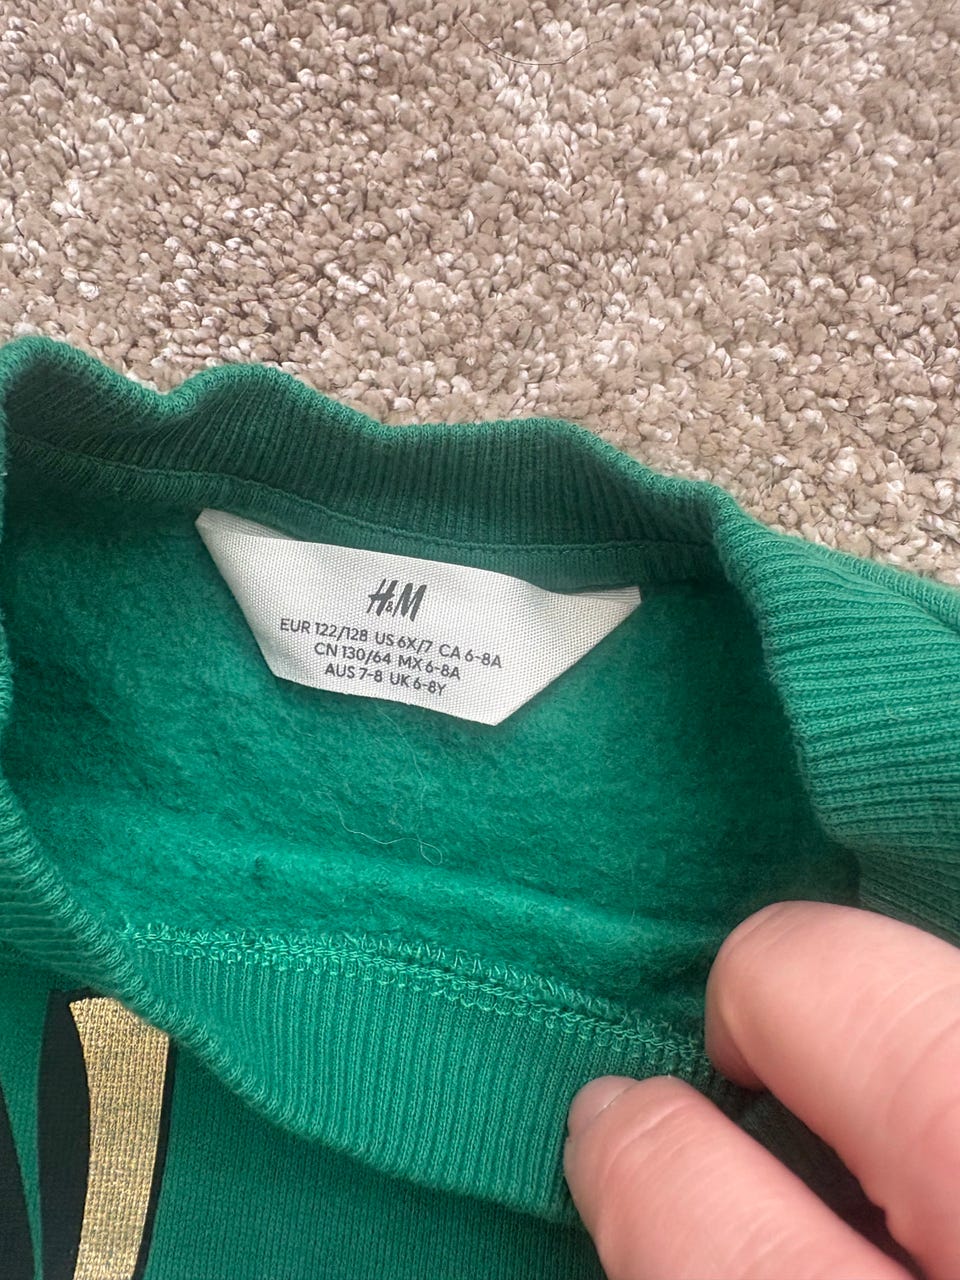 H&M
EUR 122/128 US 6X/7 CA 6-8A
CN 130/64 MX 6-8A
AUS 7-8 UK 6-8Y